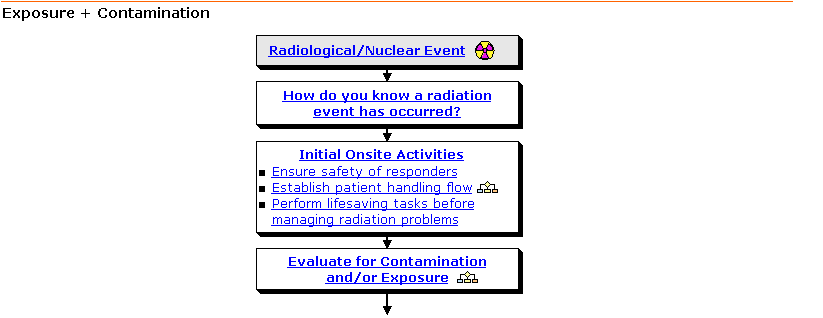 Exposure + Contamination
Radiological/Nuclear Event
How do you know a radiation
event has occurred?
Initial Onsite Activities
Ensure safety of responders
Establish patient handling flow
Perform lifesaving tasks before
managing radiation problems
Evaluate for Contamination
and/or Exposure